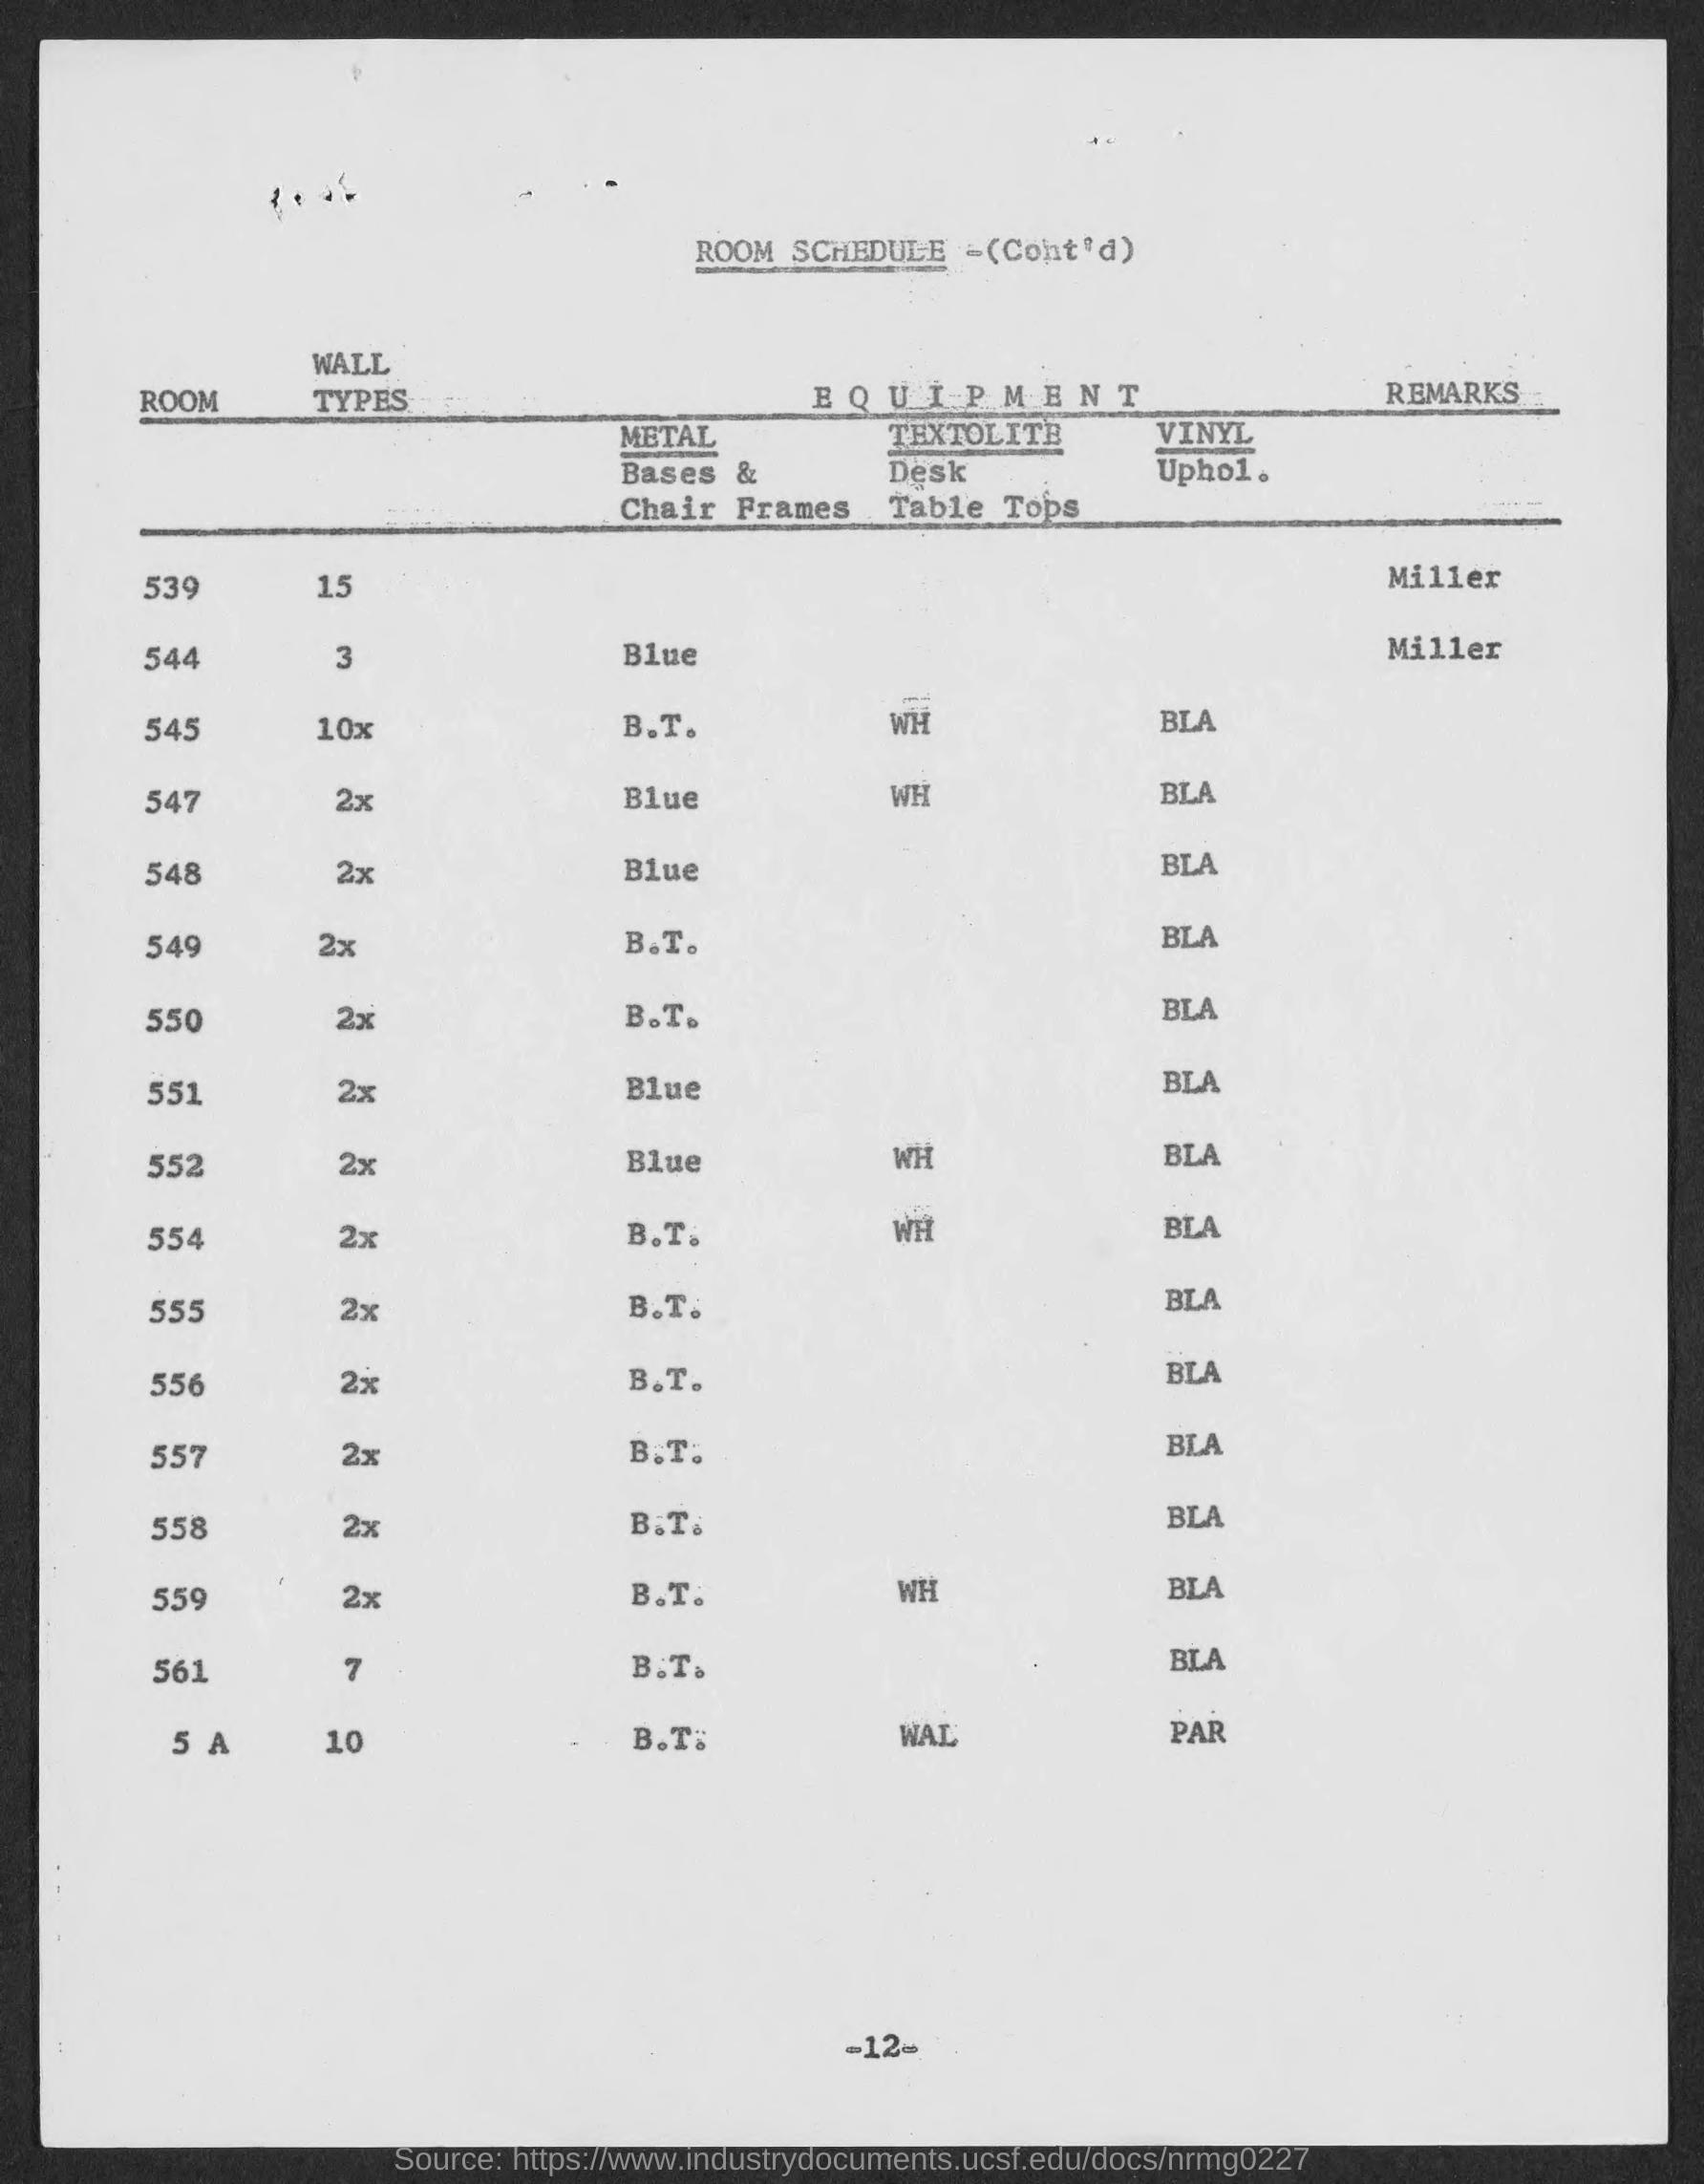 ROOM SCHEDULE -(Cont'd)
WALL
ROOM TYPES E Q U I P M E N T REMARKS
METAL TEXTOLITE VINYL
Bases & Desk Uphol.
Chair Frames Table Tops
539 15 Miller
544 3 Blue Miller
545 10x B.T. WH BLA
547 2x Blue WH BLA
548 2x Blue BLA
549 2x B.T. BLA
550 2x B.T. BLA
551 2x Blue BLA
552 2x Blue WH BLA
554 2x B.T. WH BLA
555 2x B.T. BLA
556 2x B.T. BLA
557 2x B.T. BLA
558 2x B.T. BLA
559 2x B.T. WH BLA
561 7 B.T. BLA
5 A 10 B.T. WAL PAR
-12-
Source: https://www.industrydocuments.ucsf.edu/docs/nrmg0227